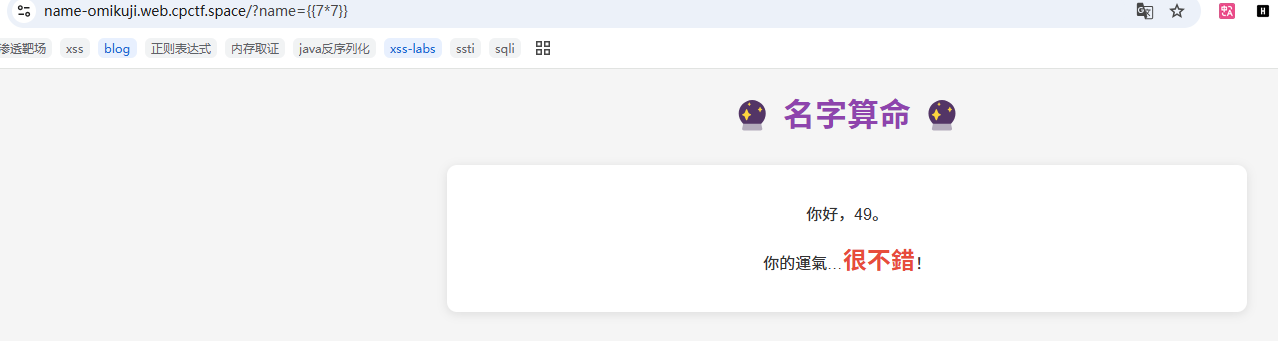 name-omikuji.web.cpctf.space/?name={{7*7}}
渗透靶场 xss blog 正则表达式 内存取证 java反序列化 xss-labs ssti sqli
名字算命
你好，49。
你的運氣…很不錯！